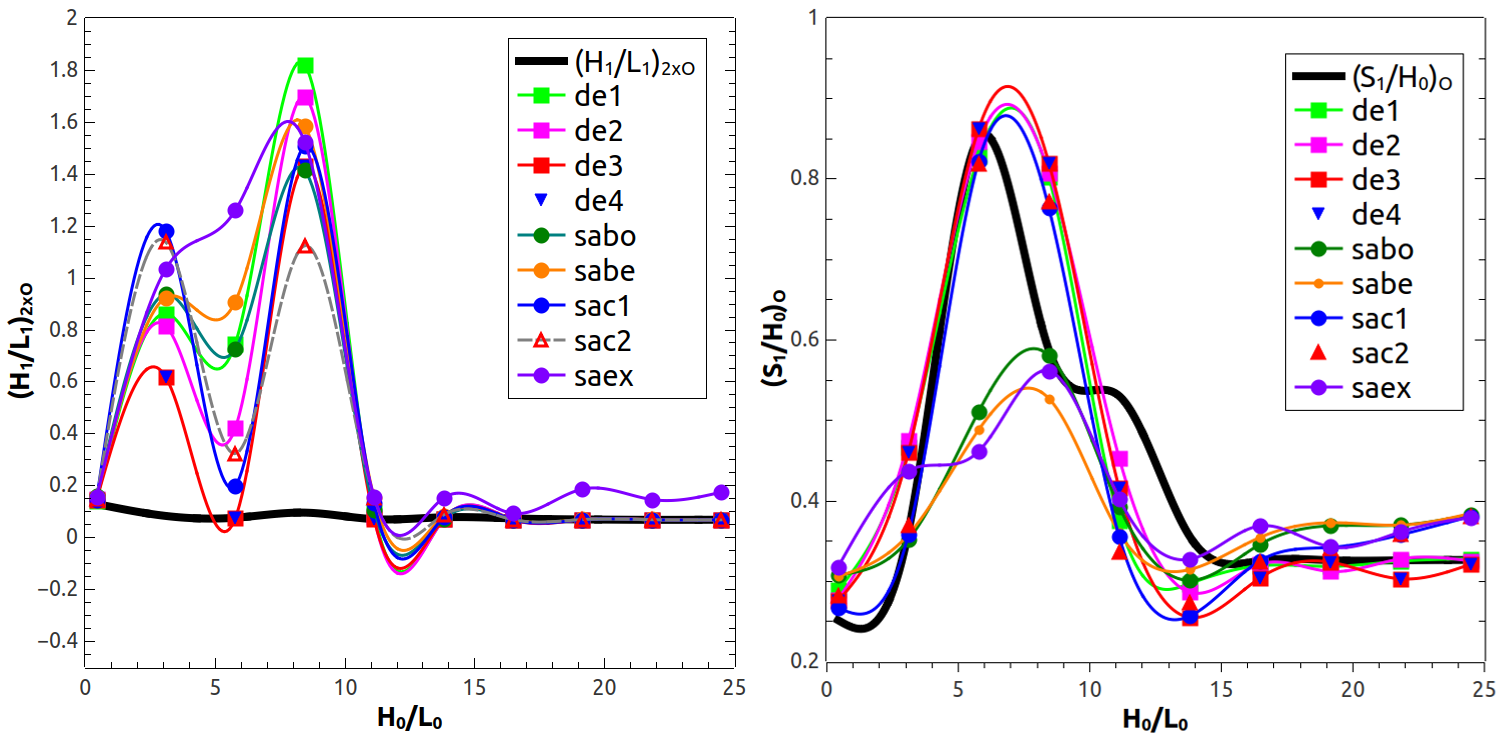 2
1.8
1.6
1.4
1.2
1
0.8
0.6
0.4
0.2
0
−0.2
−0.4
0
5
10
15
20
25
(H₁/L₁)₂ₓO
H₀/L₀
(H₁/L₁)₂ₓO
de1
de2
de3
de4
sabo
sabe
sac1
sac2
saex
1
0.8
0.6
0.4
0.2
0
5
10
15
20
25
(S₁/H₀)O
H₀/L₀
(S₁/H₀)O
de1
de2
de3
de4
sabo
sabe
sac1
sac2
saex